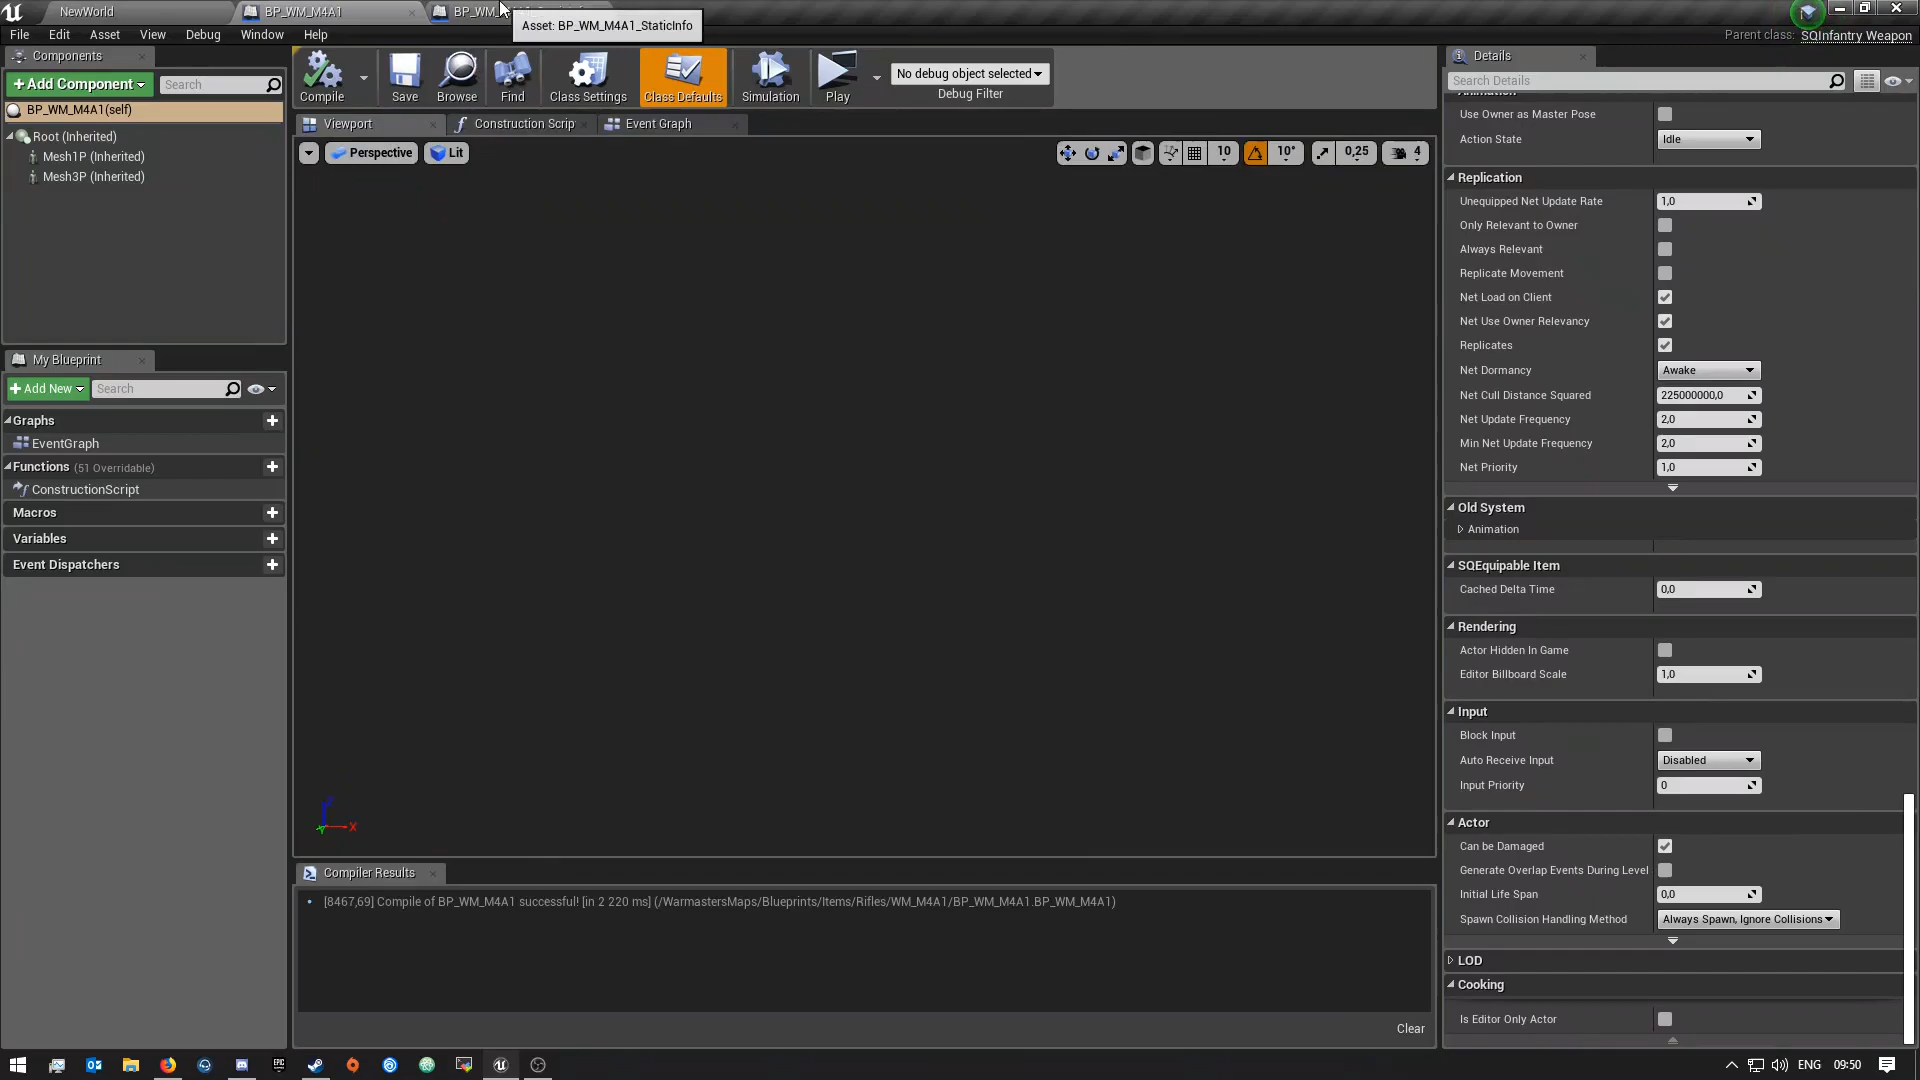 NewWorld
BP_WM_M4A1
Asset: BP_WM_M4A1_StaticInfo
File Edit Asset View Debug Window Help
Parent class: SQInfantry Weapon
Components
+ Add Component
Search
BP_WM_M4A1(self)
Root (Inherited)
Mesh1P (Inherited)
Mesh3P (Inherited)
My Blueprint
+ Add New
Search
Graphs
EventGraph
Functions (51 Overridable)
ConstructionScript
Macros
Variables
Event Dispatchers
Compile
Save
Browse
Find
Class Settings
Class Defaults
Simulation
Play
No debug object selected
Debug Filter
Viewport
Construction Scrip
Event Graph
Perspective
Lit
10
10°
0,25
4
X
Compiler Results
[8467,69] Compile of BP_WM_M4A1 successful! [in 2 220 ms] (/WarmastersMaps/Blueprints/Items/Rifles/WM_M4A1/BP_WM_M4A1.BP_WM_M4A1)
Clear
Details
Search Details
Animation
Use Owner as Master Pose
Action State Idle
Replication
Unequipped Net Update Rate 1,0
Only Relevant to Owner
Always Relevant
Replicate Movement
Net Load on Client
Net Use Owner Relevancy
Replicates
Net Dormancy Awake
Net Cull Distance Squared 225000000,0
Net Update Frequency 2,0
Min Net Update Frequency 2,0
Net Priority 1,0
Old System
Animation
SQEquipable Item
Cached Delta Time 0,0
Rendering
Actor Hidden In Game
Editor Billboard Scale 1,0
Input
Block Input
Auto Receive Input Disabled
Input Priority 0
Actor
Can be Damaged
Generate Overlap Events During Level
Initial Life Span 0,0
Spawn Collision Handling Method Always Spawn, Ignore Collisions
LOD
Cooking
Is Editor Only Actor
ENG
09:50